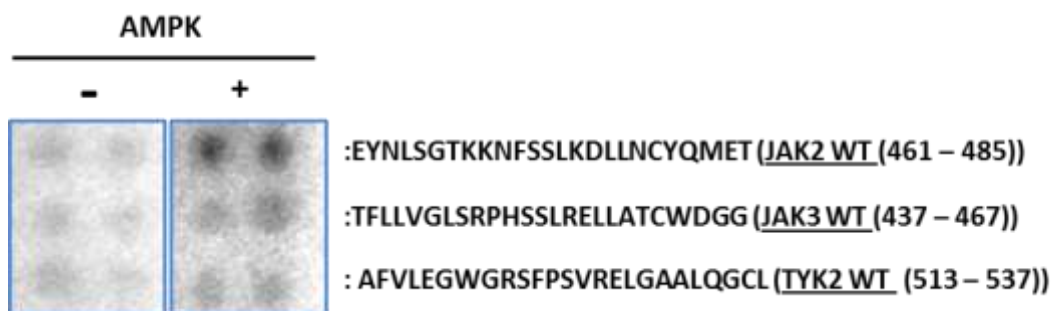 AMPK
- +
:EYNLSGTKKNFSSLKDLLNCYQMET (JAK2 WT (461 – 485))
:TFLLVGLSRPHSSLRELLATCWDGG (JAK3 WT (437 – 467))
: AFVLEGWGRSFPSVRELGAALQGCL (TYK2 WT (513 – 537))